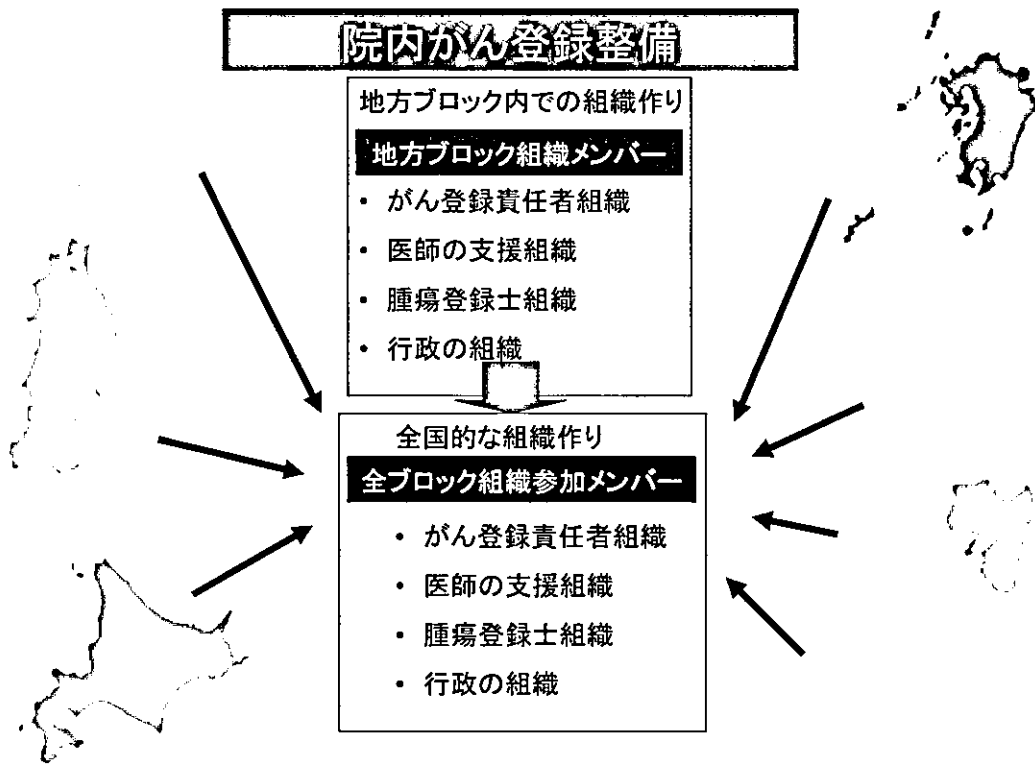 院内がん登録整備
地方ブロック内での組織作り
地方ブロック組織メンバー
・ がん登録責任者組織
・ 医師の支援組織
・ 腫瘍登録士組織
・ 行政の組織
全国的な組織作り
全ブロック組織参加メンバー
・ がん登録責任者組織
・ 医師の支援組織
・ 腫瘍登録士組織
・ 行政の組織